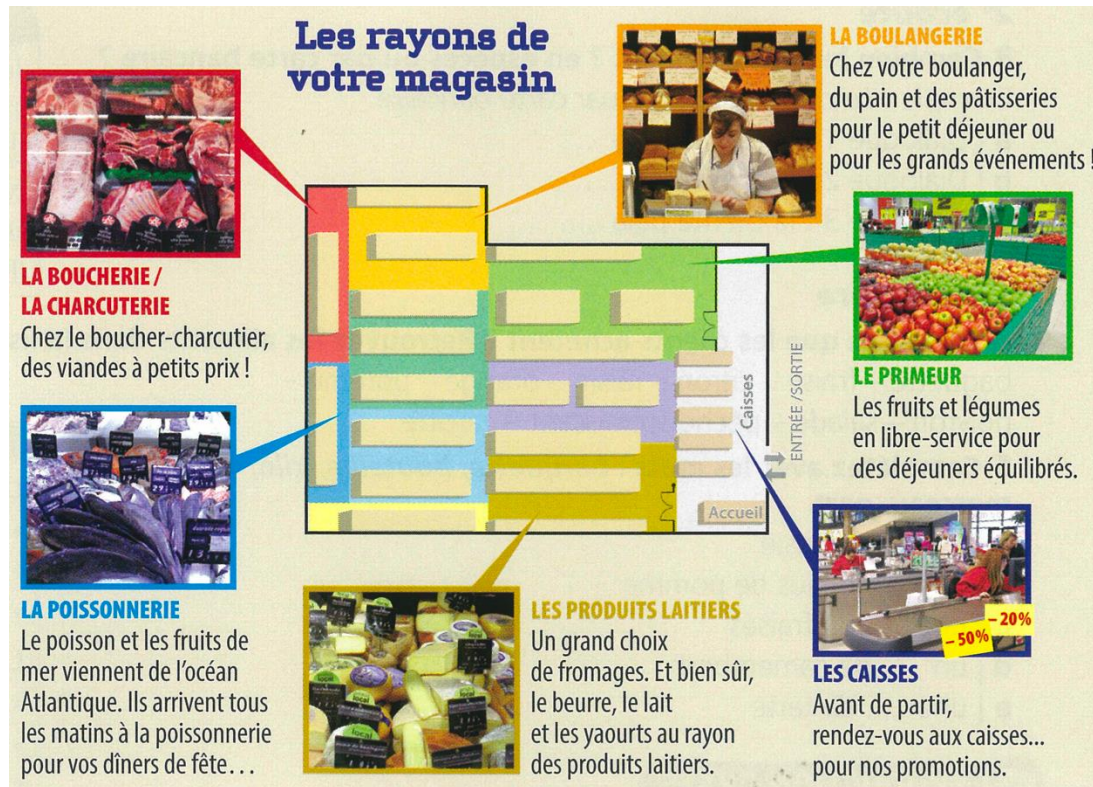 Les rayons de
votre magasin
LA BOUCHERIE /
LA CHARCUTERIE
Chez le boucher-charcutier,
des viandes à petits prix !
LA POISSONNERIE
Le poisson et les fruits de
mer viennent de l'océan
Atlantique. Ils arrivent tous
les matins à la poissonnerie
pour vos dîners de fête...
LA BOULANGERIE
Chez votre boulanger,
du pain et des pâtisseries
pour le petit déjeuner ou
pour les grands événements !
LE PRIMEUR
Les fruits et légumes
en libre-service pour
des déjeuners équilibrés.
Caisses
ENTRÉE /SORTIE
Accueil
LES PRODUITS LAITIERS
Un grand choix
de fromages. Et bien sûr,
le beurre, le lait
et les yaourts au rayon
des produits laitiers.
-20%
-50%
LES CAISSES
Avant de partir,
rendez-vous aux caisses...
pour nos promotions.
local
local